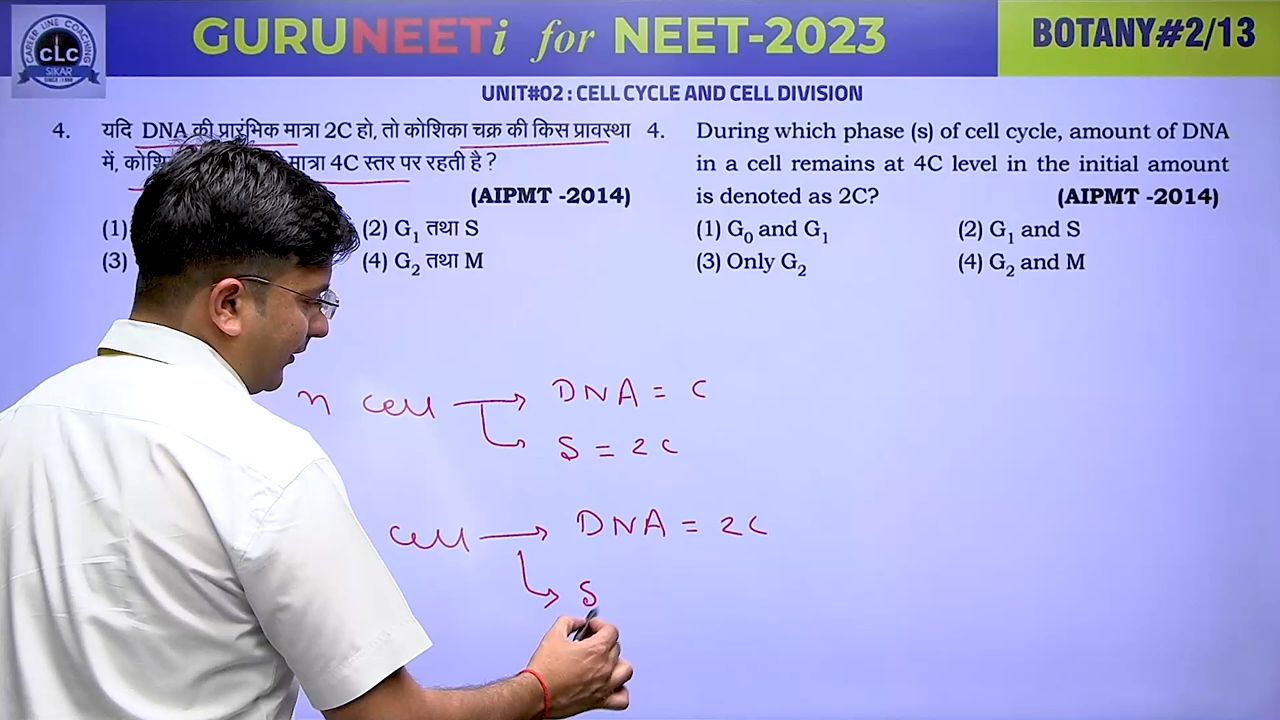 CAREER LINE COACHING
CLC
SIKAR
SINCE : 1996
GURUNEETi for NEET-2023
BOTANY#2/13
UNIT#02 : CELL CYCLE AND CELL DIVISION
4. यदि DNA की प्रारंभिक मात्रा 2C हो, तो कोशिका चक्र की किस प्रावस्था
में, मात्रा 4C स्तर पर रहती है ?
(AIPMT -2014)
(1) (2) G₁ तथा S
(3) (4) G₂ तथा M
4. During which phase (s) of cell cycle, amount of DNA
in a cell remains at 4C level in the initial amount
is denoted as 2C?
(AIPMT -2014)
(1) G₀ and G₁ (2) G₁ and S
(3) Only G₂ (4) G₂ and M
n cell → DNA = C
S = 2C
cell → DNA = 2C
S